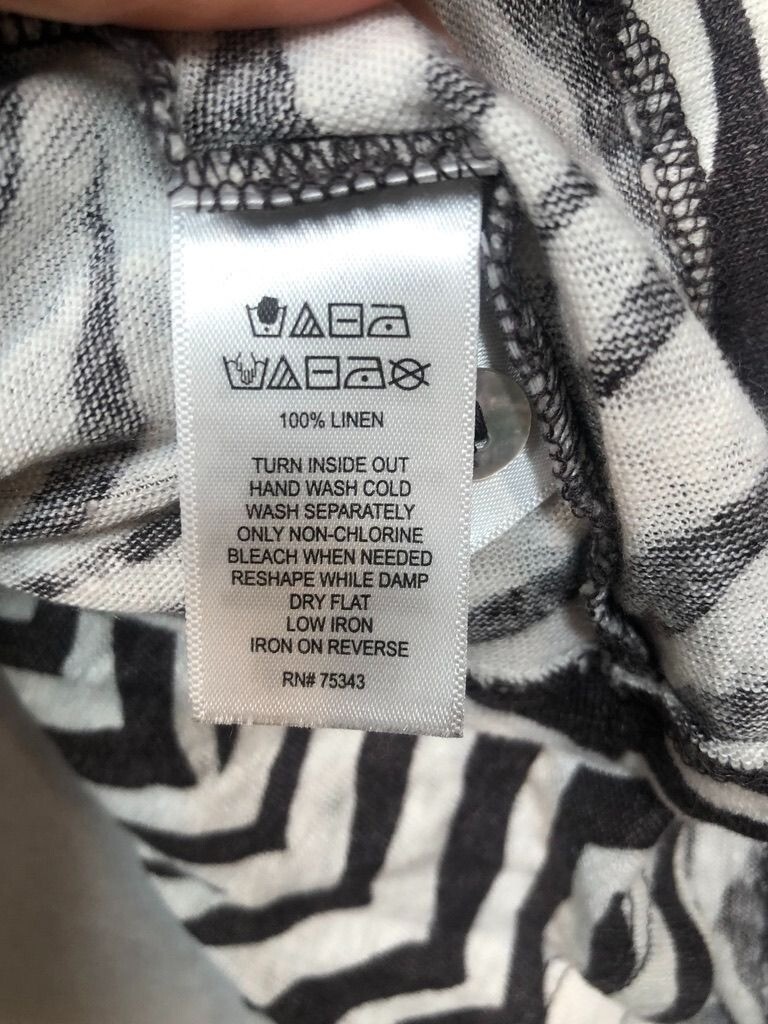 100% LINEN
TURN INSIDE OUT
HAND WASH COLD
WASH SEPARATELY
ONLY NON-CHLORINE
BLEACH WHEN NEEDED
RESHAPE WHILE DAMP
DRY FLAT
LOW IRON
IRON ON REVERSE
RN# 75343